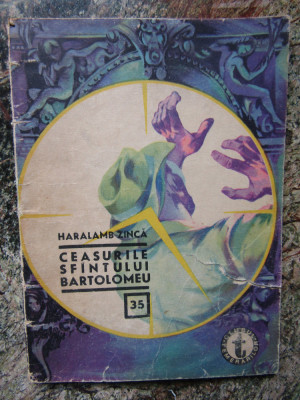 HARALAMB ZINCĂ
CEASURILE
SFÎNTULUI
BARTOLOMEU
35